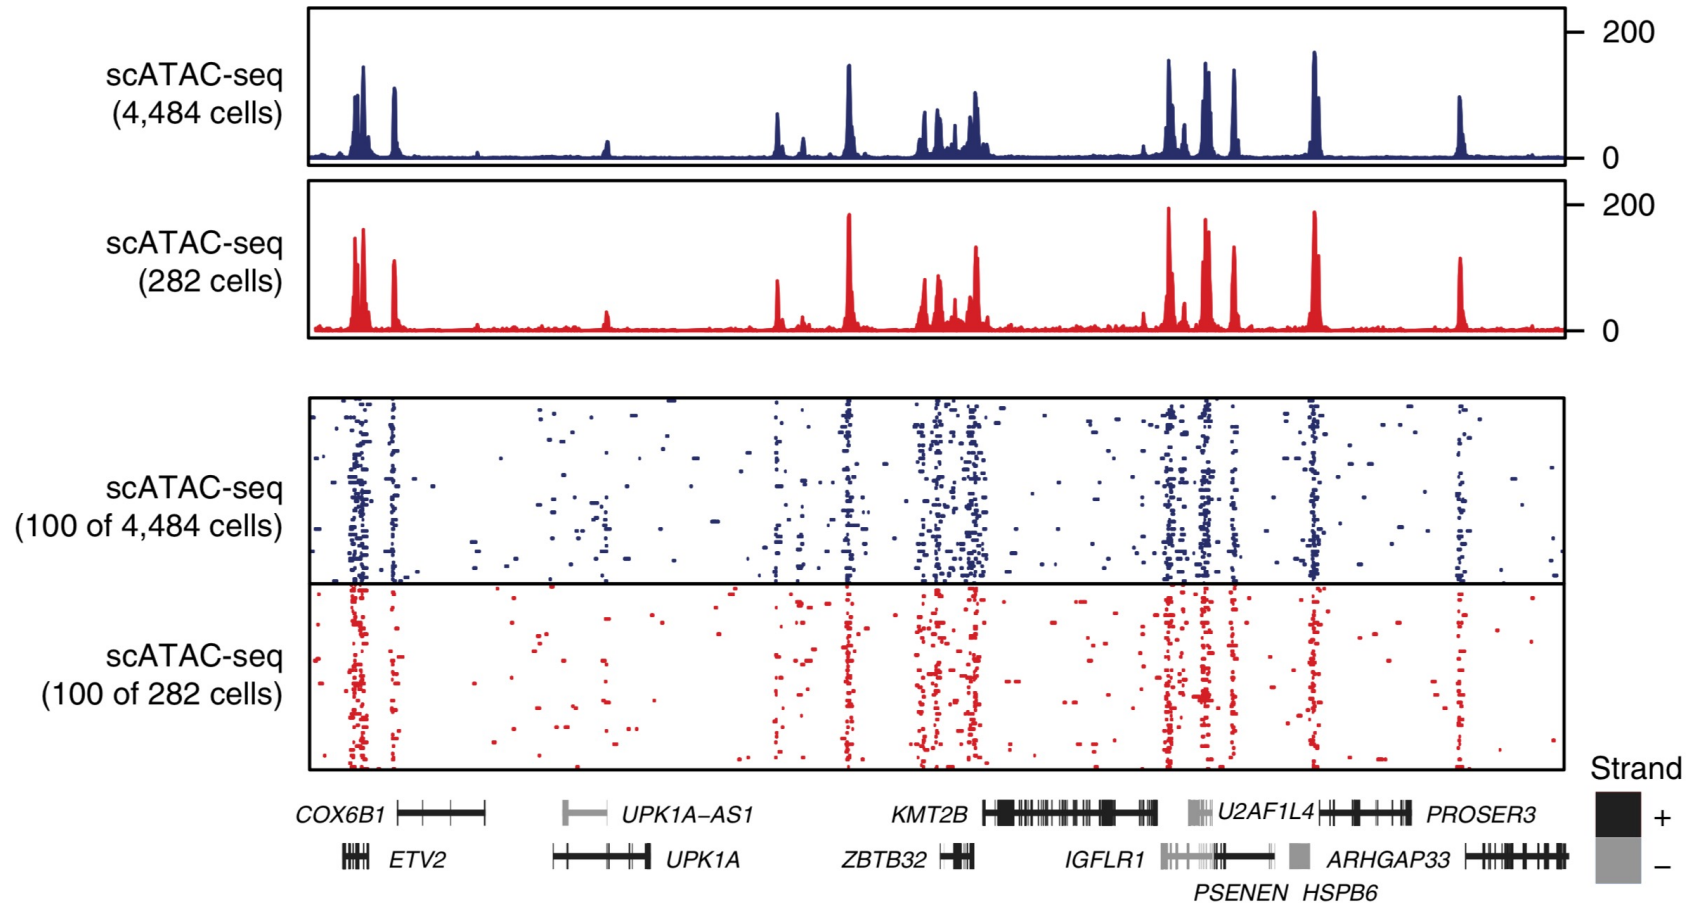 scATAC-seq
(4,484 cells)
200
0
scATAC-seq
(282 cells)
200
0
scATAC-seq
(100 of 4,484 cells)
scATAC-seq
(100 of 282 cells)
Strand
+
–
COX6B1 UPK1A–AS1 KMT2B U2AF1L4 PROSER3
ETV2 UPK1A ZBTB32 IGFLR1 ARHGAP33
PSENEN HSPB6